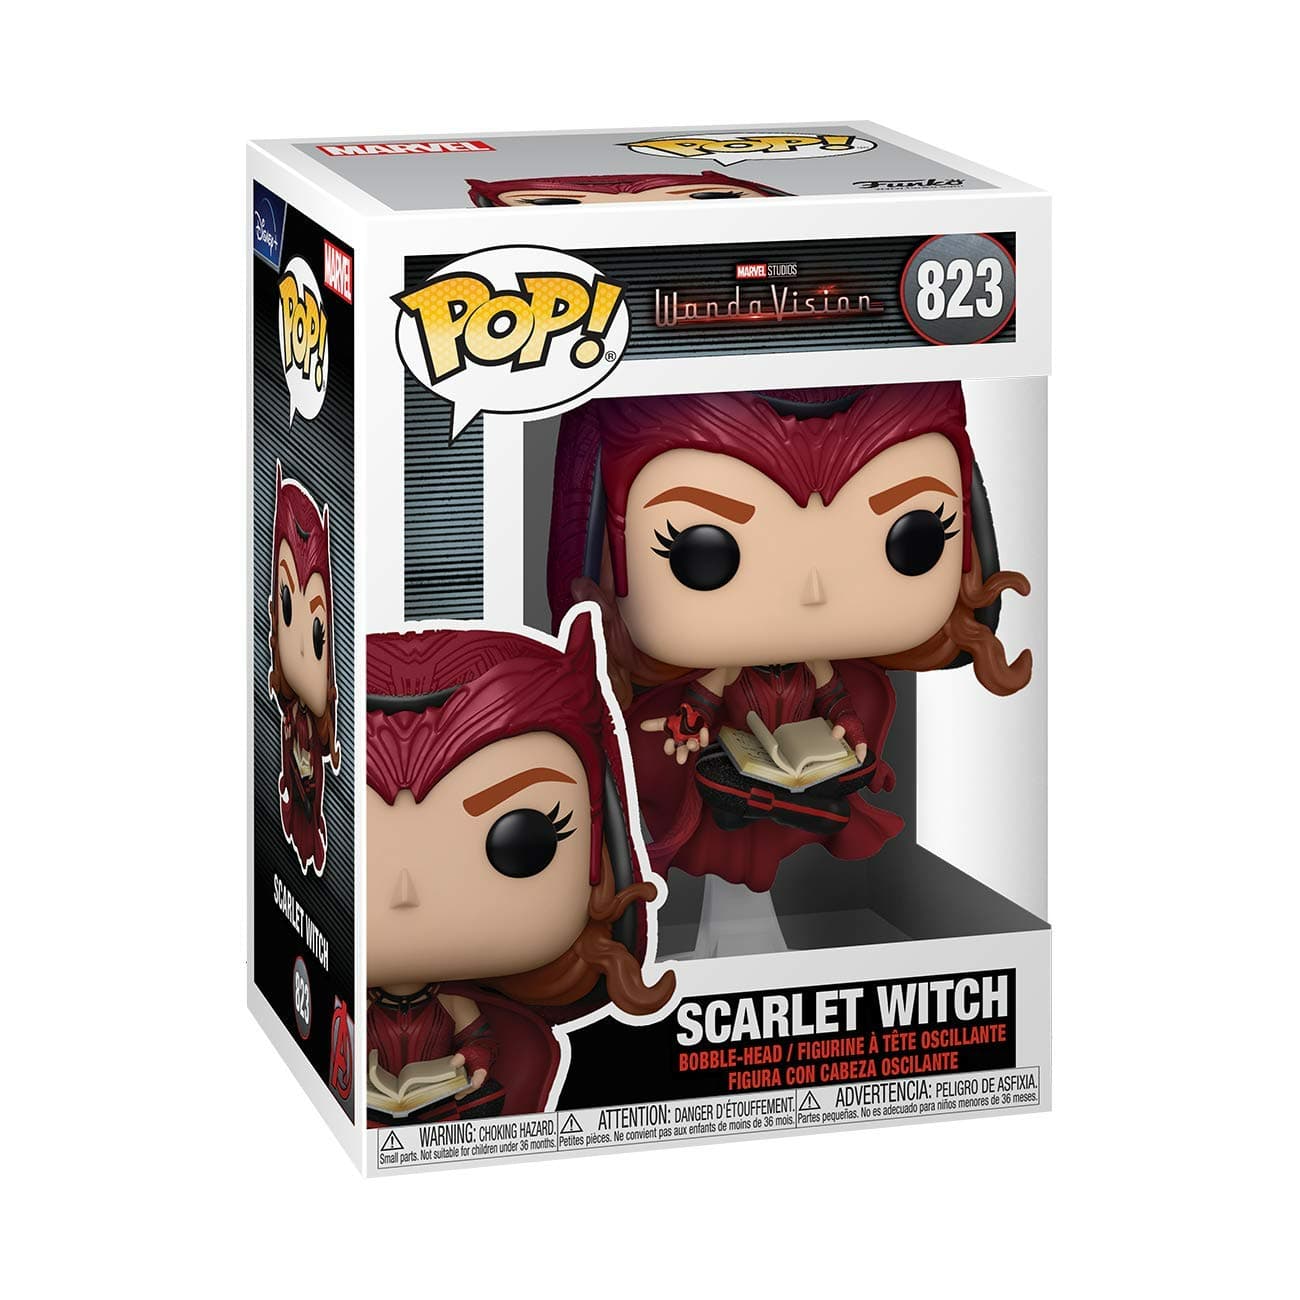 MARVEL
POP!
Funko
Disney+
MARVEL
POP!
SCARLET WITCH
823
POP!®
MARVEL STUDIOS
WandaVision
823
SCARLET WITCH
BOBBLE-HEAD / FIGURINE À TÊTE OSCILLANTE
FIGURA CON CABEZA OSCILANTE
WARNING: CHOKING HAZARD.
Small parts. Not suitable for children under 36 months.
ATTENTION: DANGER D'ÉTOUFFEMENT.
Petites pièces. Ne convient pas aux enfants de moins de 36 mois.
ADVERTENCIA: PELIGRO DE ASFIXIA.
Partes pequeñas. No es adecuado para niños menores de 36 meses.